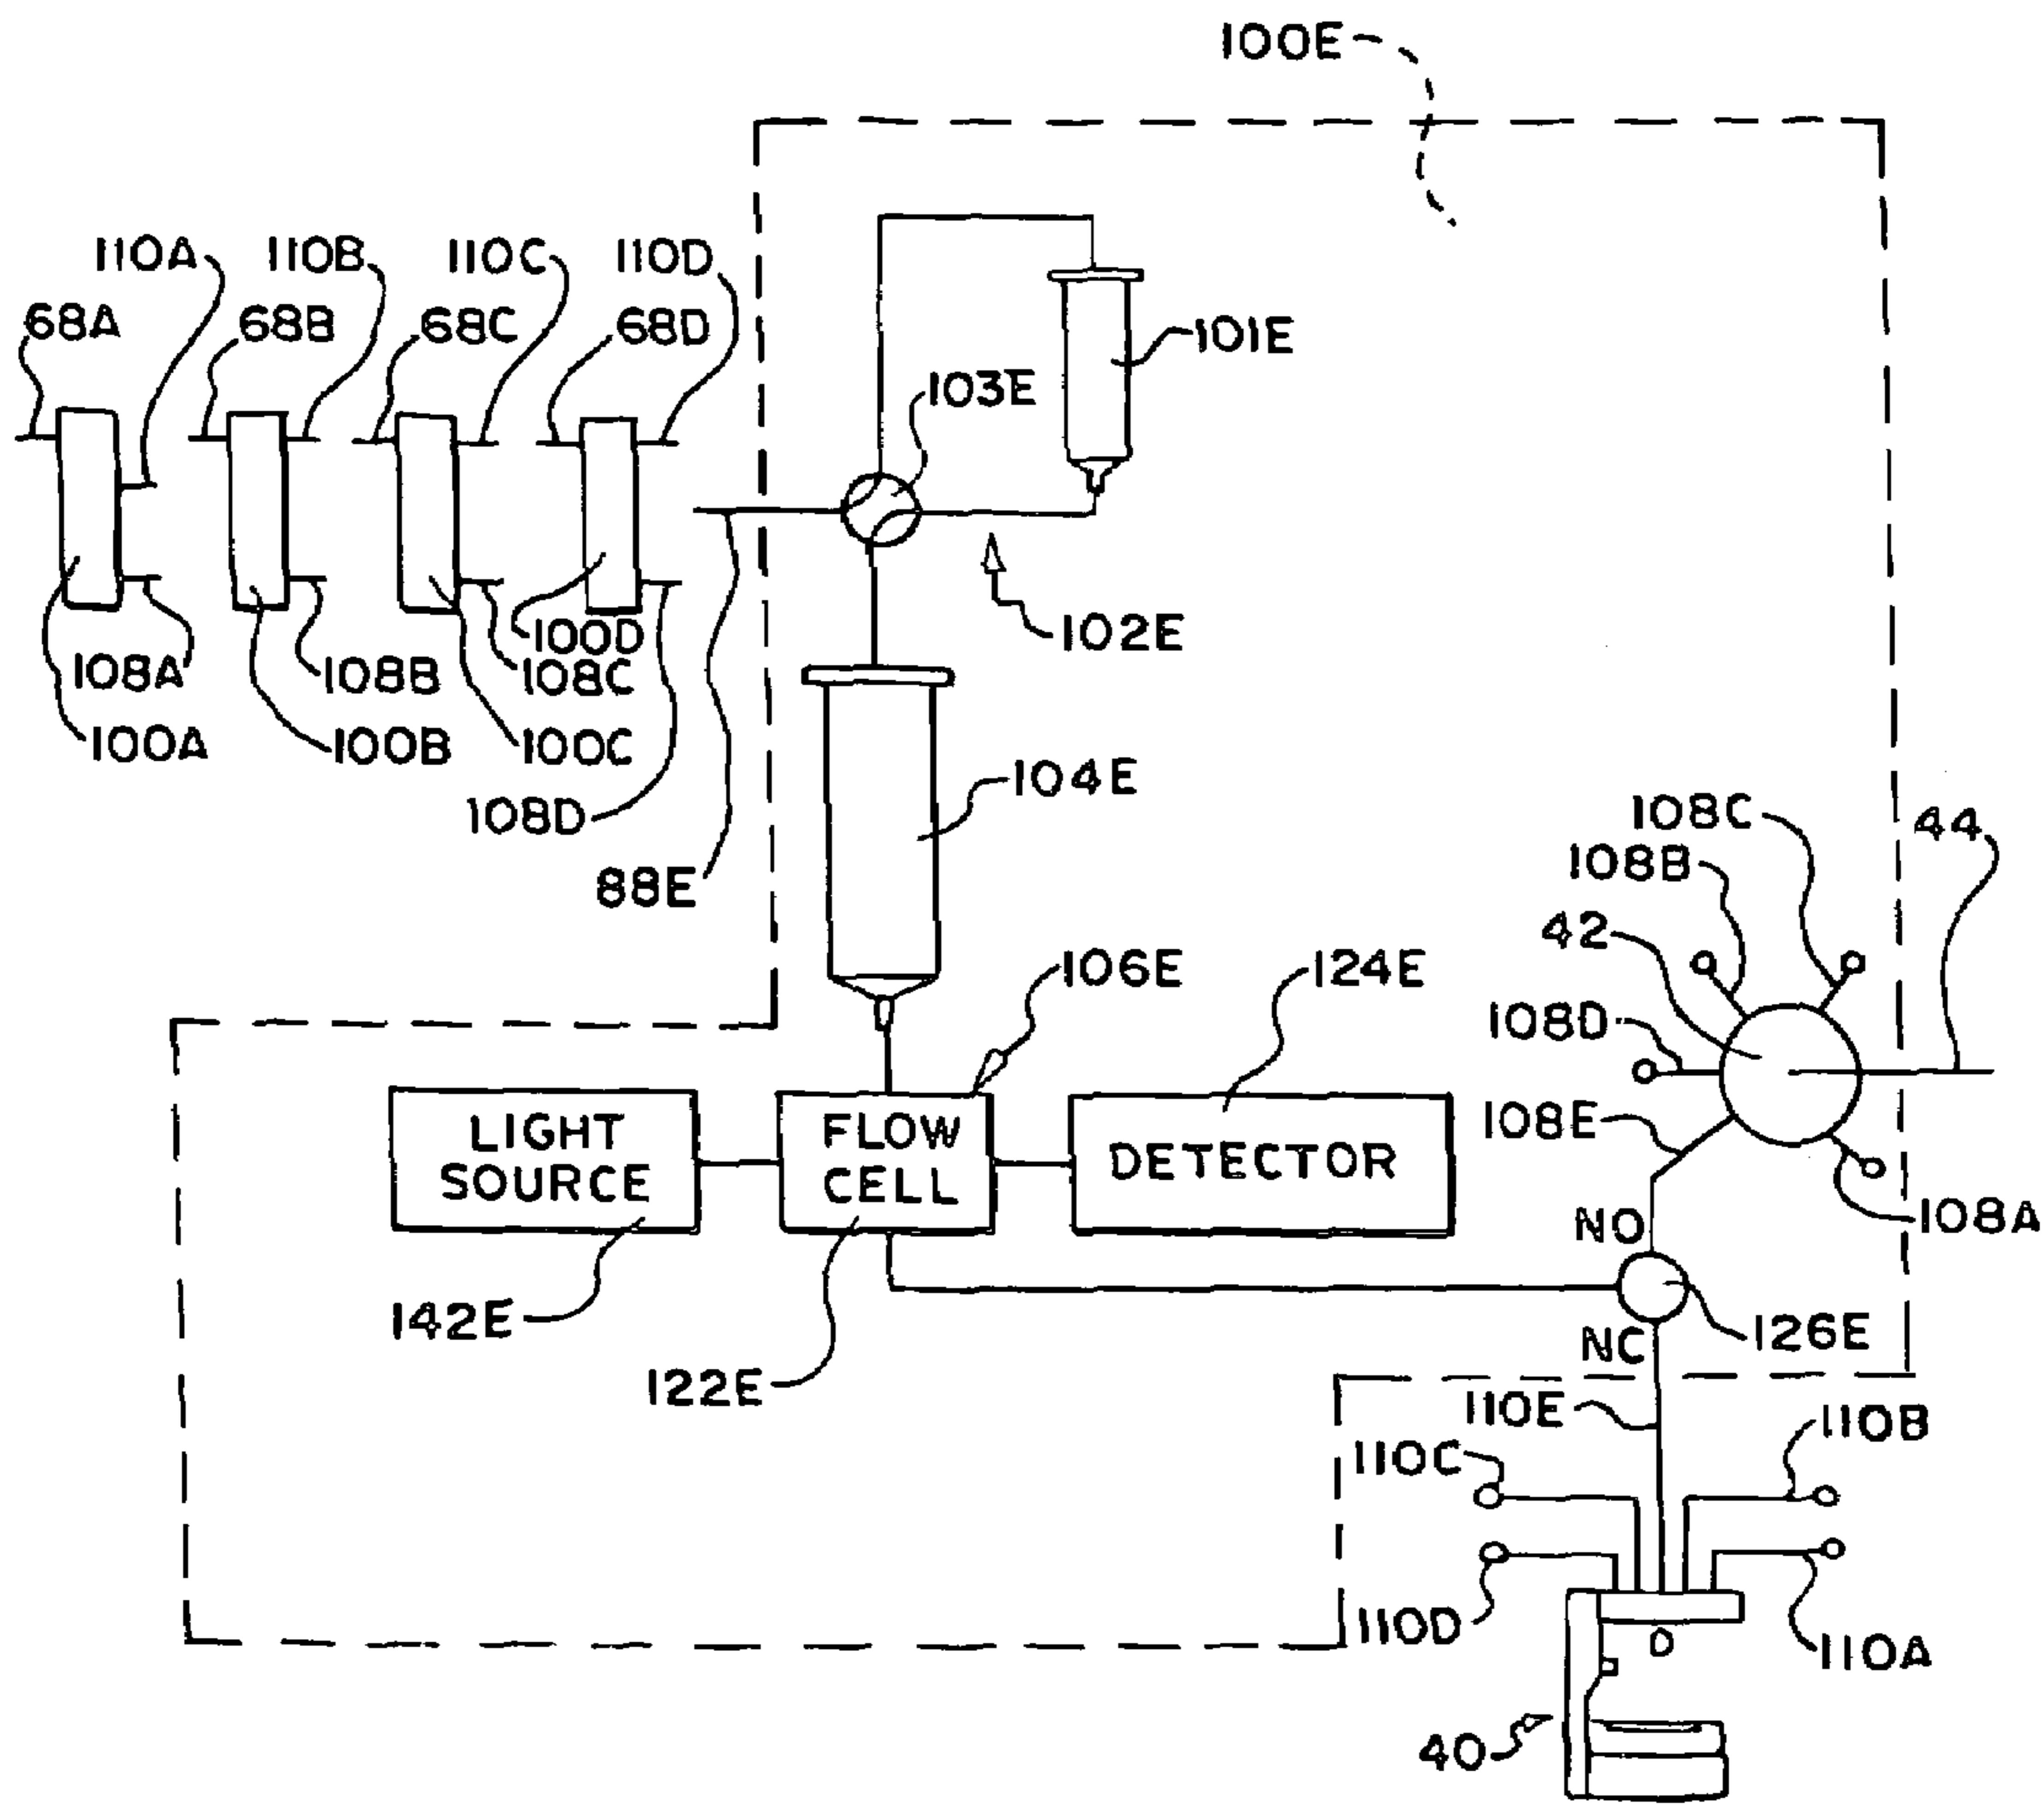 100E
110A
110B
110C
110D
68A
68B
68C
68D
101E
103E
102E
100D
108A
108B
108C
100A
100B
100C
104E
108D
88E
108C
44
108B
42
106E
124E
108D
LIGHT
SOURCE
FLOW
CELL
DETECTOR
108E
108A
NO
142E
126E
NC
122E
110E
110B
110C
110D
110A
40